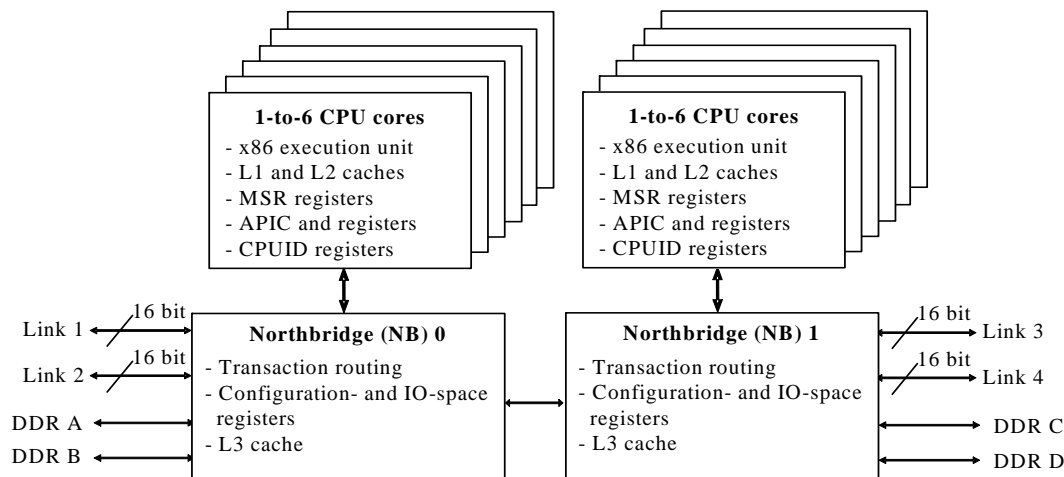 1-to-6 CPU cores
- x86 execution unit
- L1 and L2 caches
- MSR registers
- APIC and registers
- CPUID registers
1-to-6 CPU cores
- x86 execution unit
- L1 and L2 caches
- MSR registers
- APIC and registers
- CPUID registers
Link 1
16 bit
Link 2
16 bit
DDR A
DDR B
Northbridge (NB) 0
- Transaction routing
- Configuration- and IO-space
registers
- L3 cache
Northbridge (NB) 1
- Transaction routing
- Configuration- and IO-space
registers
- L3 cache
16 bit
Link 3
16 bit
Link 4
DDR C
DDR D